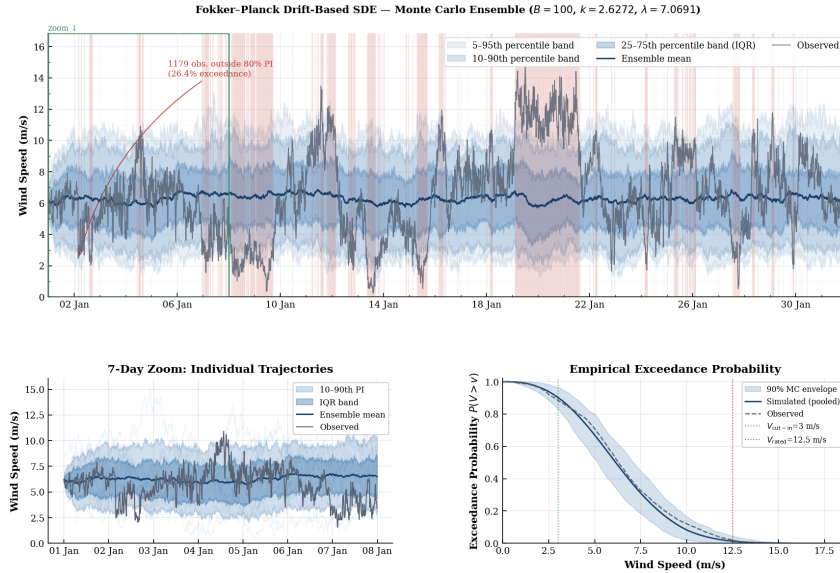 Fokker–Planck Drift-Based SDE — Monte Carlo Ensemble (B = 100, k = 2.6272, λ = 7.0691)
zoom ↓
1179 obs. outside 80% PI
(26.4% exceedance)
5–95th percentile band
10–90th percentile band
25–75th percentile band (IQR)
Ensemble mean
Observed
Wind Speed (m/s)
16
14
12
10
8
6
4
2
0
02 Jan 06 Jan 10 Jan 14 Jan 18 Jan 22 Jan 26 Jan 30 Jan
7-Day Zoom: Individual Trajectories
10–90th PI
IQR band
Ensemble mean
Observed
Wind Speed (m/s)
15.0
12.5
10.0
7.5
5.0
2.5
0.0
01 Jan 02 Jan 03 Jan 04 Jan 05 Jan 06 Jan 07 Jan 08 Jan
Empirical Exceedance Probability
90% MC envelope
Simulated (pooled)
Observed
Vcut−in=3 m/s
Vrated=12.5 m/s
Exceedance Probability P(V > v)
1.0
0.8
0.6
0.4
0.2
0.0
0.0 2.5 5.0 7.5 10.0 12.5 15.0 17.5
Wind Speed (m/s)